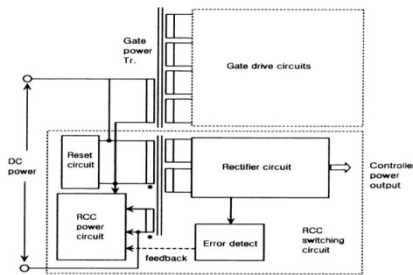 Gate
power
Tr.
Gate drive circuits
DC
power
Reset
circuit
Rectifier circuit
Controller
power
output
RCC
power
circuit
Error detect
RCC
switching
circuit
feedback